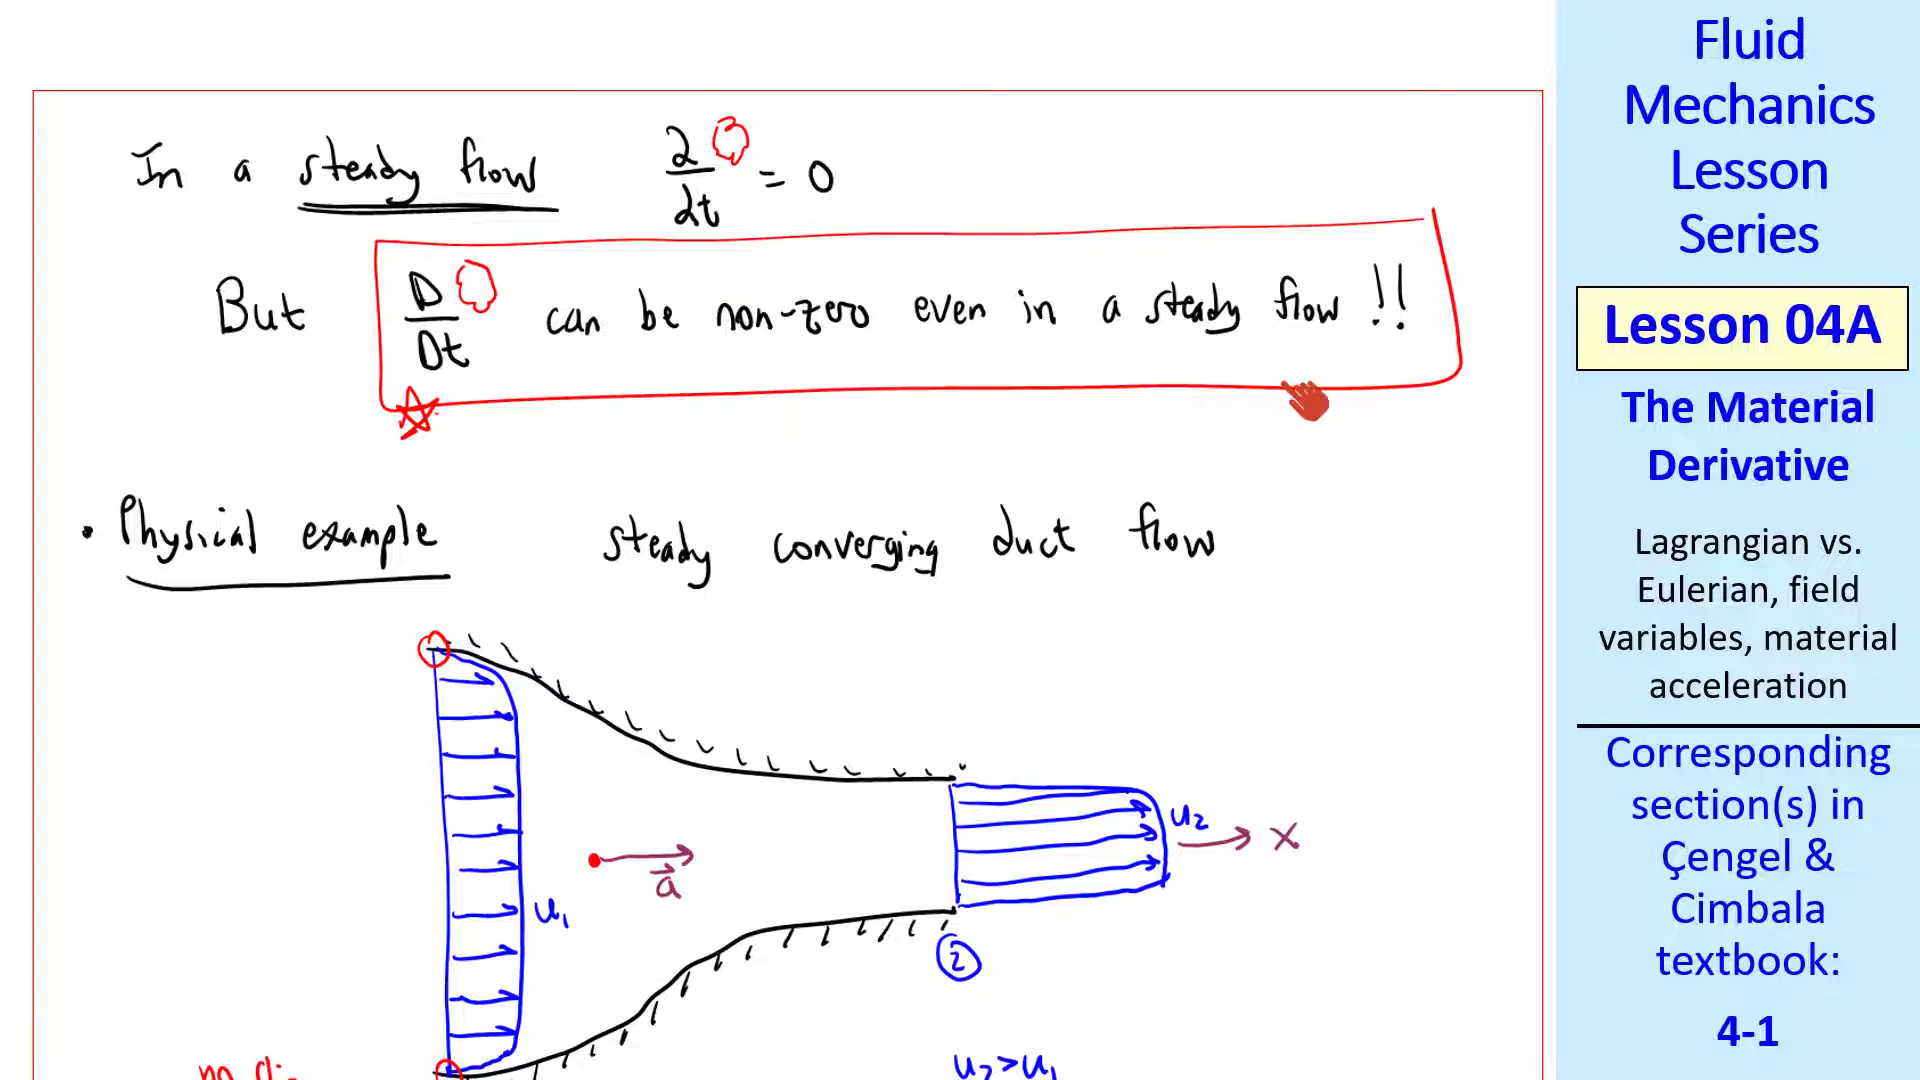 In a steady flow ∂/∂t = 0
But D/Dt can be non-zero even in a steady flow !!
• Physical example steady converging duct flow
u₁
a⃗
u₂
x
②
u₂>u₁
no
Fluid
Mechanics
Lesson
Series
Lesson 04A
The Material
Derivative
Lagrangian vs.
Eulerian, field
variables, material
acceleration
Corresponding
section(s) in
Çengel &
Cimbala
textbook:
4-1